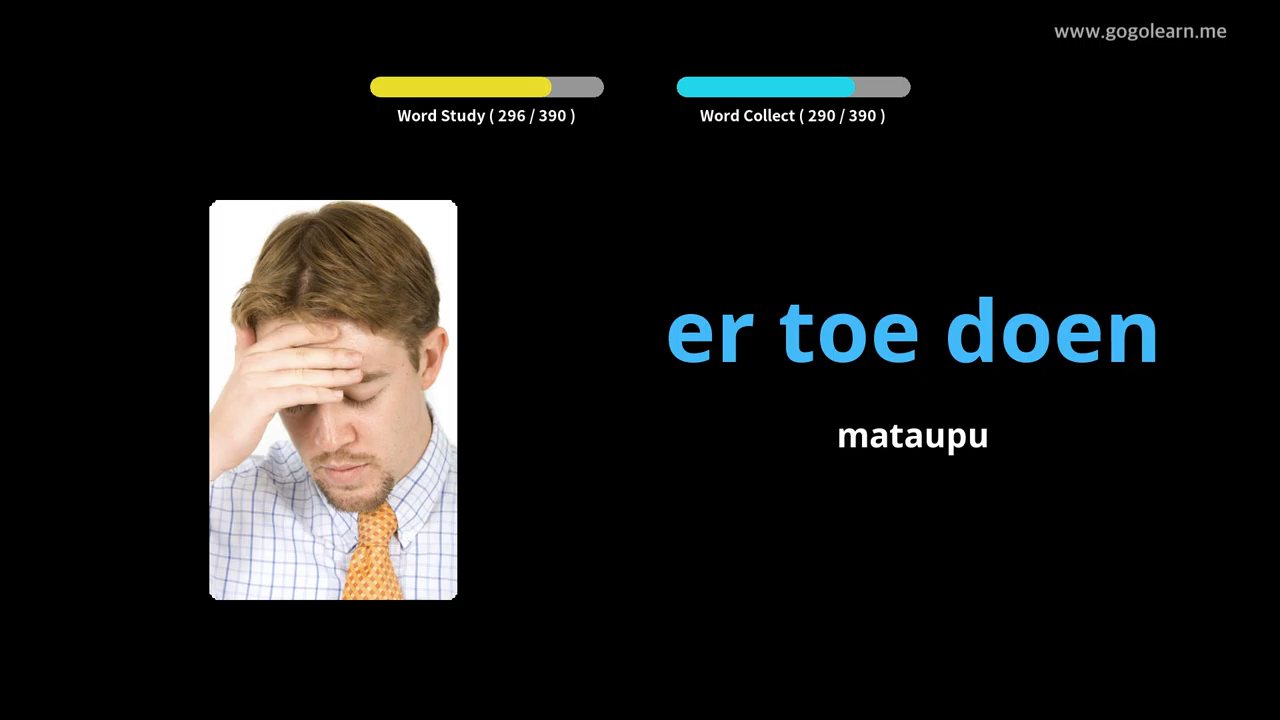 www.gogolearn.me
Word Study ( 296 / 390 )
Word Collect ( 290 / 390 )
er toe doen
mataupu